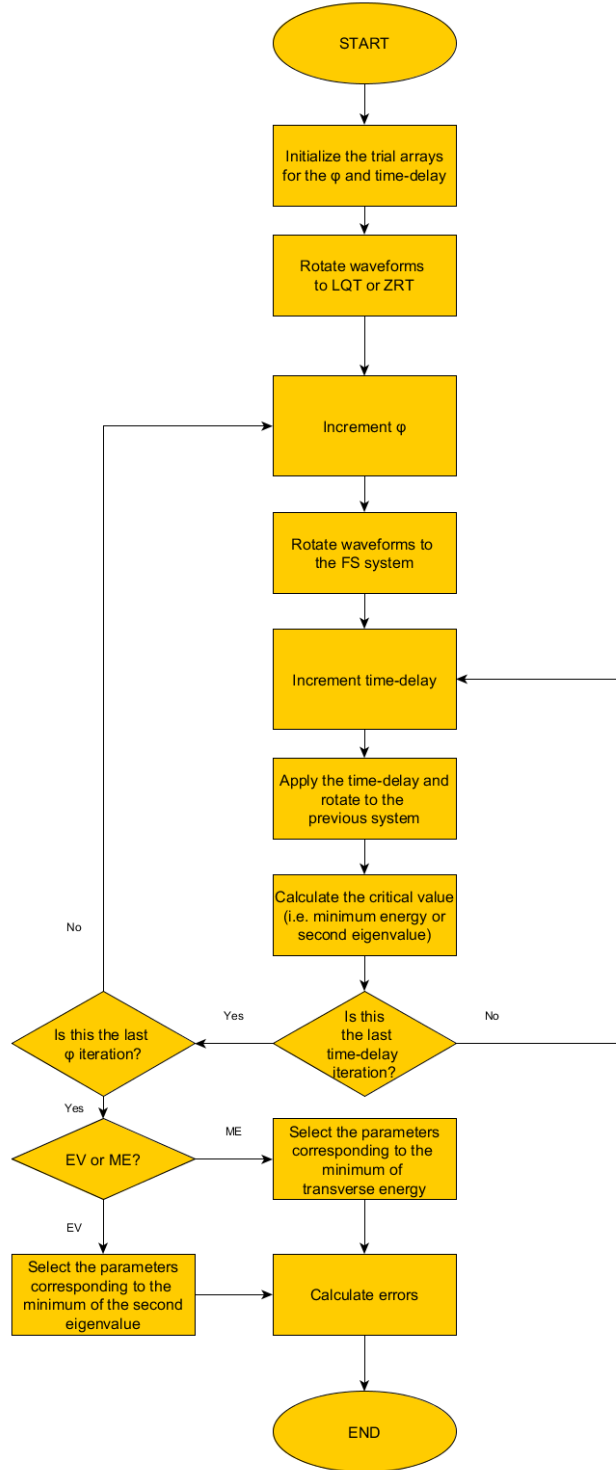 START
Initialize the trial arrays
for the φ and time-delay
Rotate waveforms
to LQT or ZRT
Increment φ
Rotate waveforms to
the FS system
Increment time-delay
Apply the time-delay and
rotate to the
previous system
Calculate the critical value
(i.e. minimum energy or
second eigenvalue)
No
Is this the last
φ iteration?
Yes
Is this
the last
time-delay
iteration?
No
Yes
EV or ME?
ME
Select the parameters
corresponding to the
minimum of
transverse energy
EV
Select the parameters
corresponding to the
minimum of the second
eigenvalue
Calculate errors
END